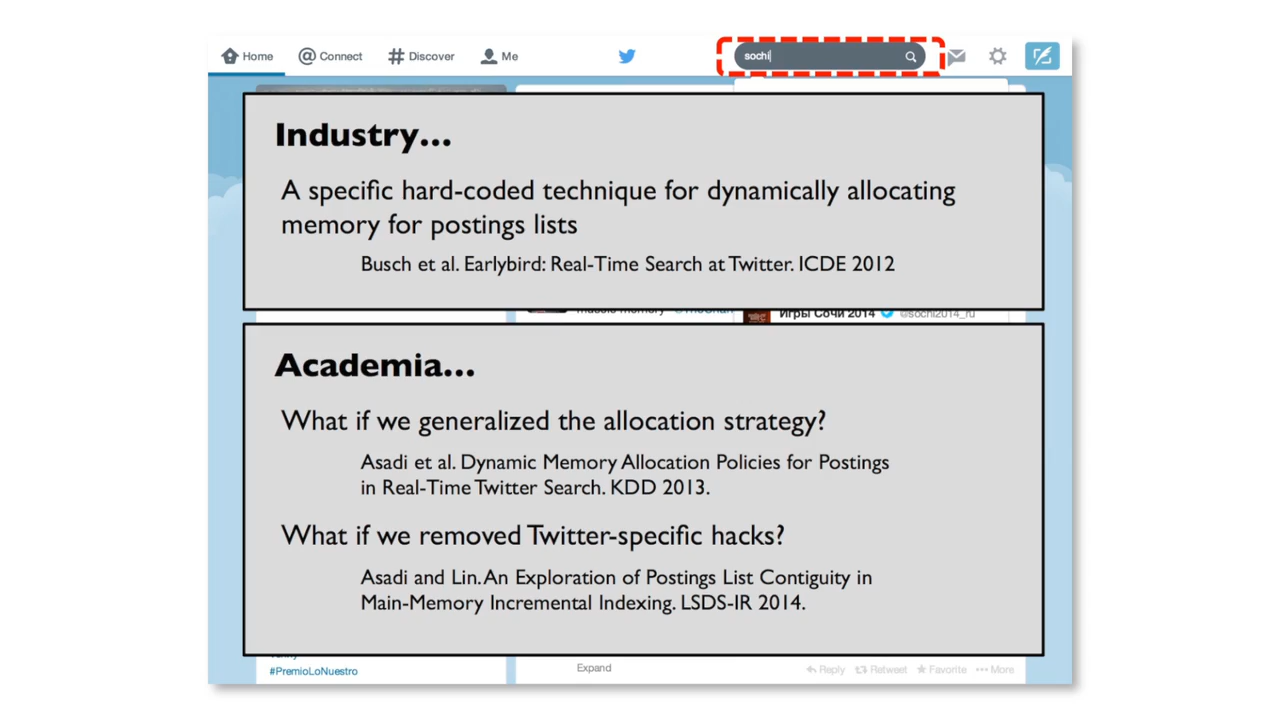 Home @ Connect # Discover Me sochi
Industry...
A specific hard-coded technique for dynamically allocating
memory for postings lists
Busch et al. Earlybird: Real-Time Search at Twitter. ICDE 2012
Игры Сочи 2014 @sochi2014_ru
Academia...
What if we generalized the allocation strategy?
Asadi et al. Dynamic Memory Allocation Policies for Postings
in Real-Time Twitter Search. KDD 2013.
What if we removed Twitter-specific hacks?
Asadi and Lin. An Exploration of Postings List Contiguity in
Main-Memory Incremental Indexing. LSDS-IR 2014.
#PremioLoNuestro Expand Reply Retweet Favorite More